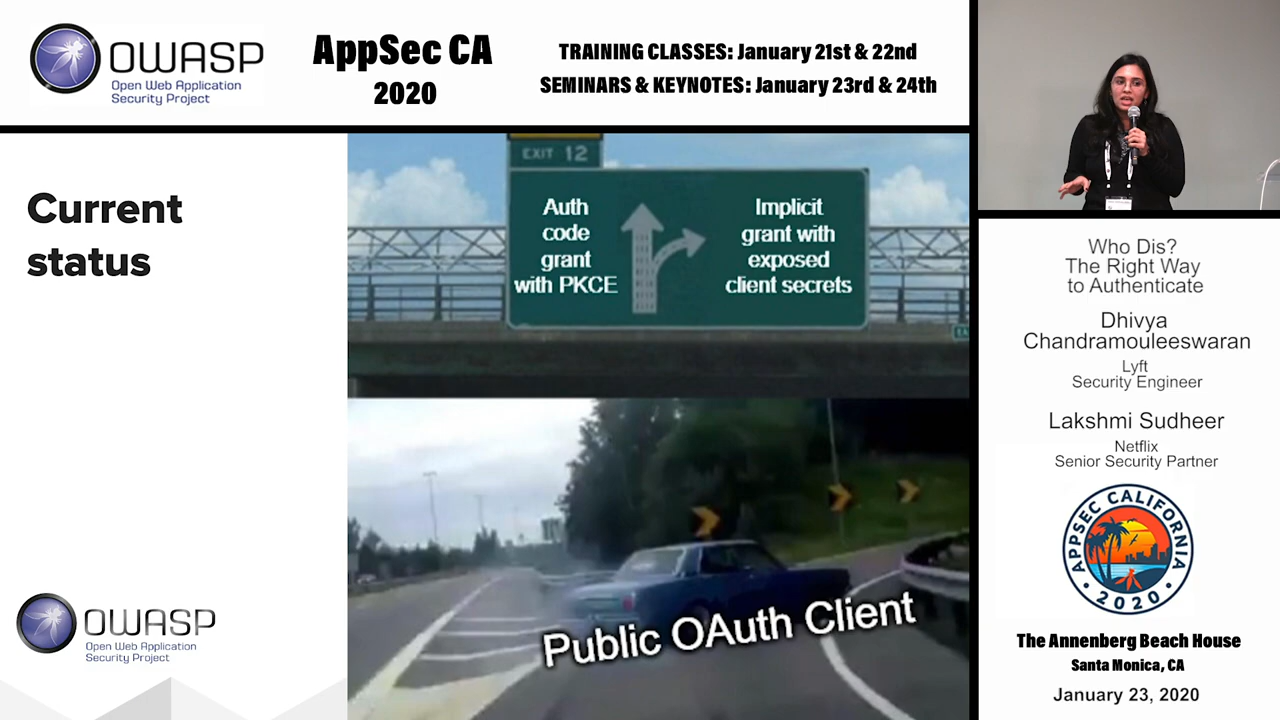 OWASP
Open Web Application
Security Project
AppSec CA
2020
TRAINING CLASSES: January 21st & 22nd
SEMINARS & KEYNOTES: January 23rd & 24th
Current
status
EXIT 12
Auth
code
grant
with PKCE
Implicit
grant with
exposed
client secrets
Public OAuth Client
OWASP
Open Web Application
Security Project
Who Dis?
The Right Way
to Authenticate
Dhivya
Chandramouleeswaran
Lyft
Security Engineer
Lakshmi Sudheer
Netflix
Senior Security Partner
APPSEC CALIFORNIA
2020
The Annenberg Beach House
Santa Monica, CA
January 23, 2020